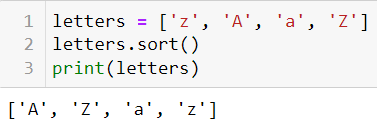 1 letters = ['z', 'A', 'a', 'Z']
2 letters.sort()
3 print(letters)
['A', 'Z', 'a', 'z']